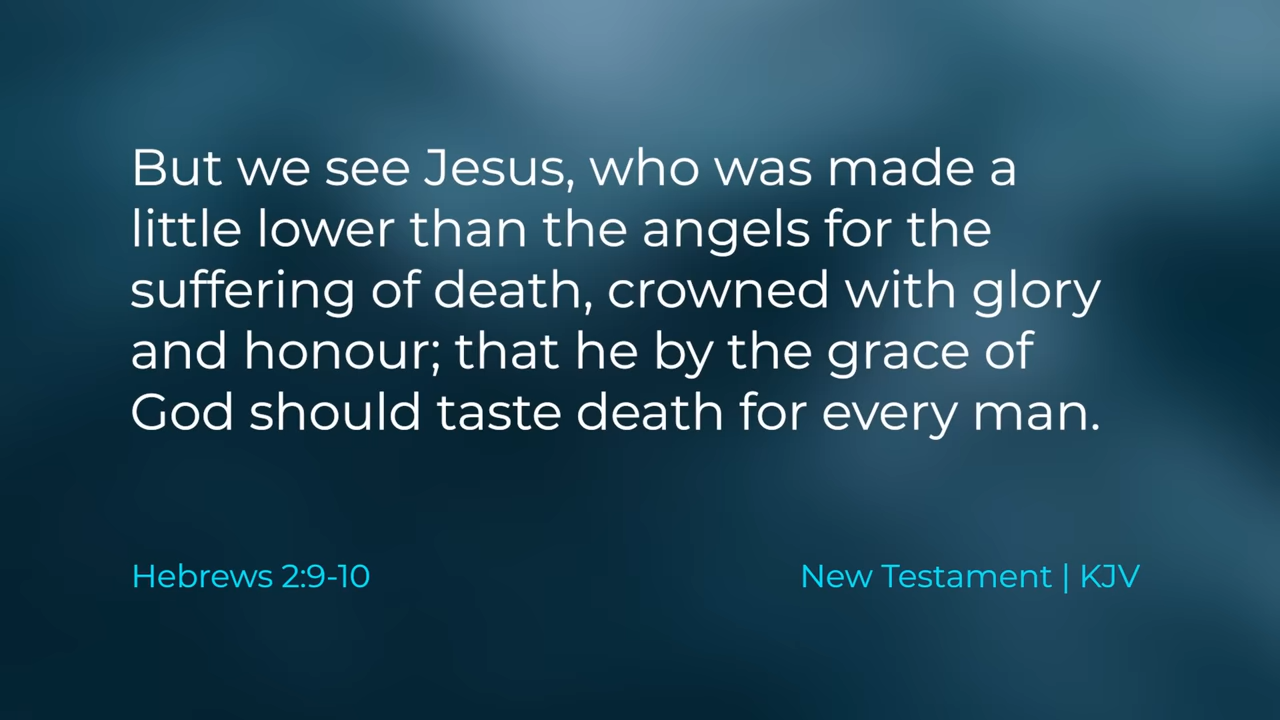 But we see Jesus, who was made a
little lower than the angels for the
suffering of death, crowned with glory
and honour; that he by the grace of
God should taste death for every man.
Hebrews 2:9-10
New Testament | KJV